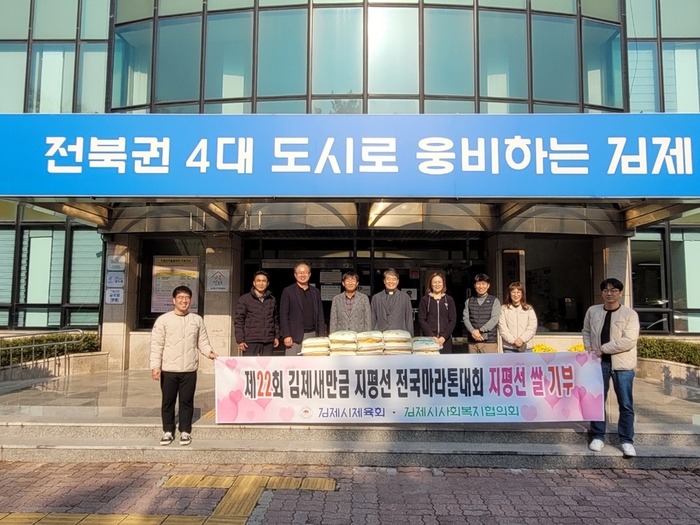 전북권 4대 도시로 웅비하는 김제
제22회 김제새만금 지평선 전국마라톤대회 지평선 쌀 기부
김제시체육회 · 김제시사회복지협의회